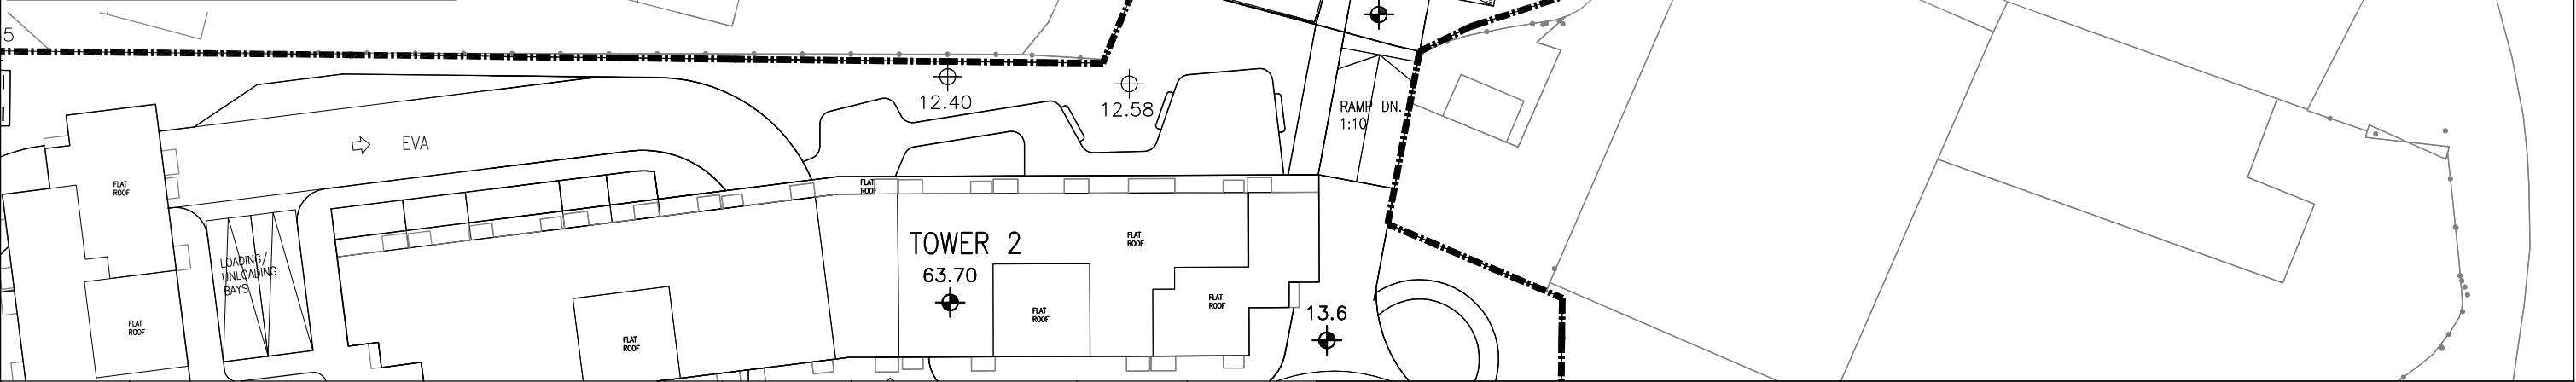 5
12.40
12.58
RAMP DN.
1:10
EVA
FLAT
ROOF
FLAT
ROOF
TOWER 2
63.70
FLAT
ROOF
LOADING/
UNLOADING
BAYS
FLAT
ROOF
FLAT
ROOF
FLAT
ROOF
FLAT
ROOF
13.6